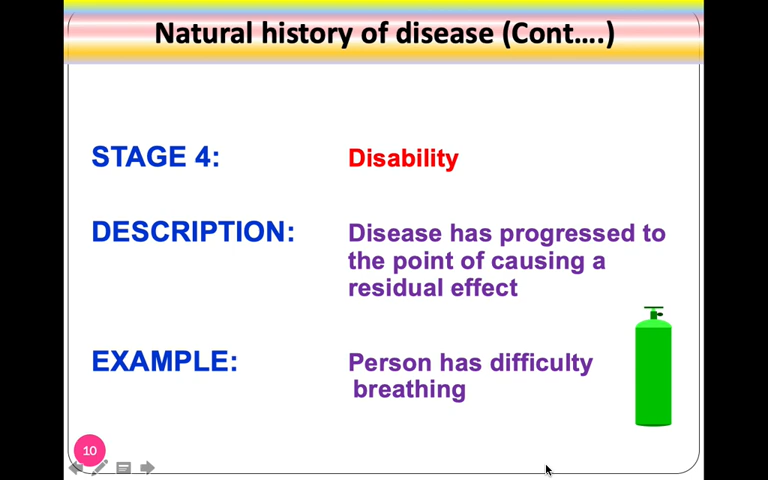 Natural history of disease (Cont....)
STAGE 4: Disability
DESCRIPTION: Disease has progressed to
the point of causing a
residual effect
EXAMPLE: Person has difficulty
breathing
10